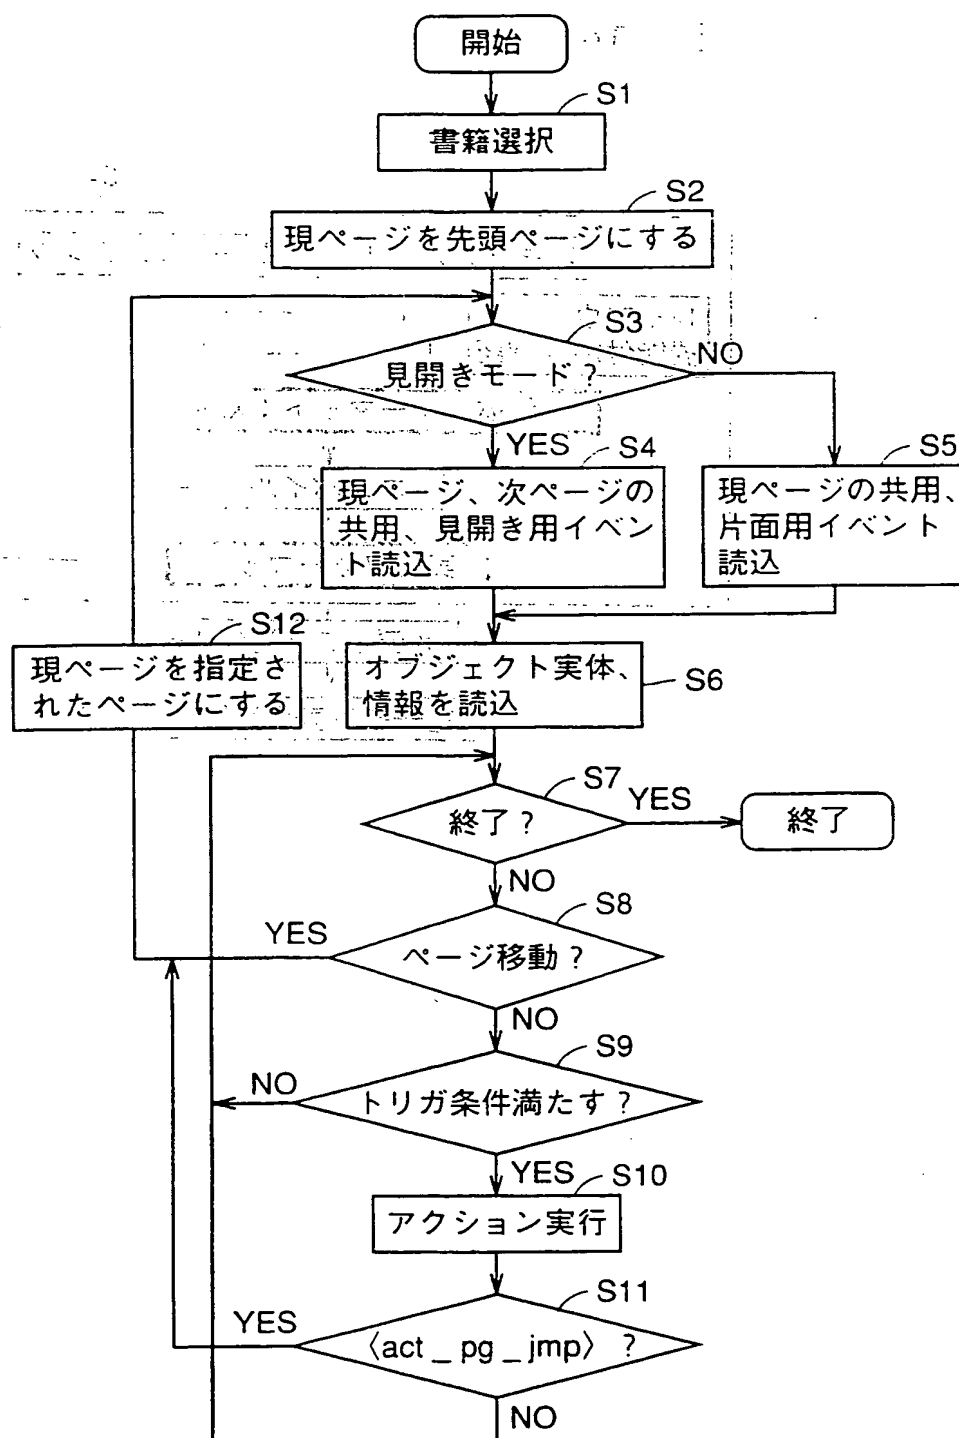 開始
S1
書籍選択
S2
現ページを先頭ページにする
S3
見開きモード？
NO
YES
S4
現ページ、次ページの
共用、見開き用イベン
ト読込
S5
現ページの共用、
片面用イベント
読込
S12
現ページを指定さ
れたページにする
オブジェクト実体、
情報を読込
S6
S7
終了？
YES
終了
NO
S8
YES
ページ移動？
NO
S9
NO
トリガ条件満たす？
YES
S10
アクション実行
S11
YES
〈act _ pg _ jmp〉？
NO